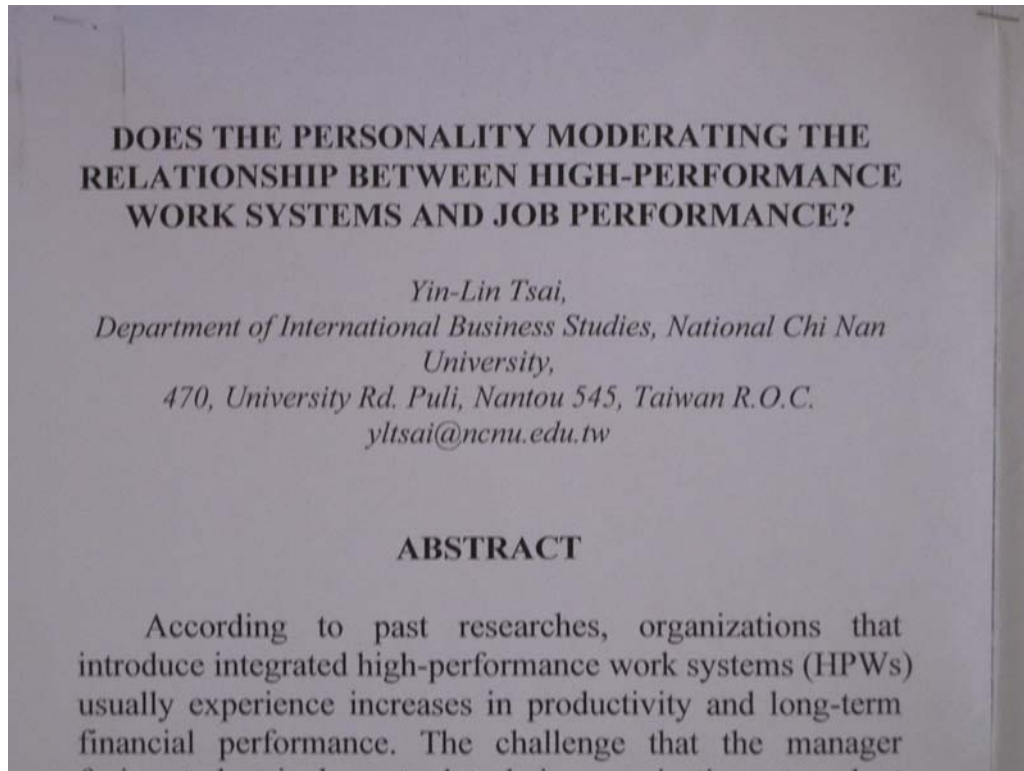 DOES THE PERSONALITY MODERATING THE
RELATIONSHIP BETWEEN HIGH-PERFORMANCE
WORK SYSTEMS AND JOB PERFORMANCE?
Yin-Lin Tsai,
Department of International Business Studies, National Chi Nan
University,
470, University Rd. Puli, Nantou 545, Taiwan R.O.C.
yltsai@ncnu.edu.tw
ABSTRACT
According to past researches, organizations that
introduce integrated high-performance work systems (HPWs)
usually experience increases in productivity and long-term
financial performance. The challenge that the manager